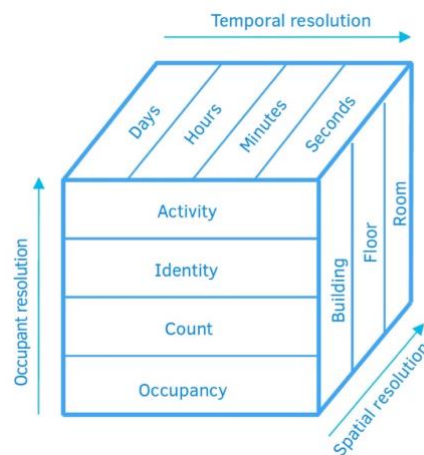 Temporal resolution
Days
Hours
Minutes
Seconds
Occupant resolution
Activity
Identity
Count
Occupancy
Building
Floor
Room
Spatial resolution